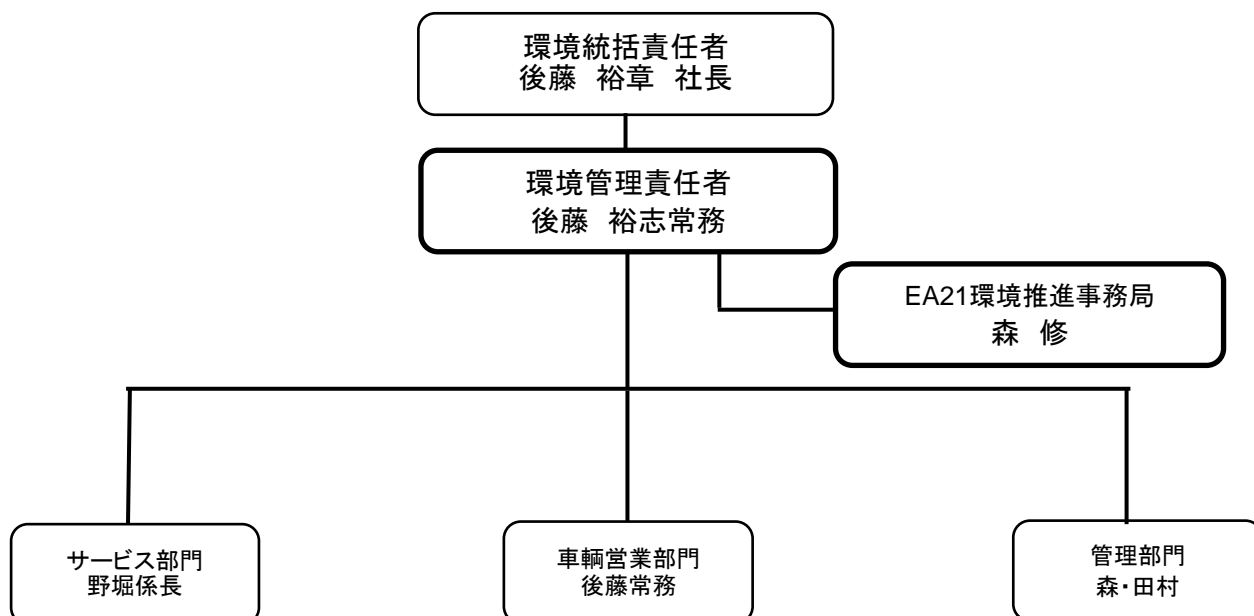 環境統括責任者
後藤　裕章　社長
環境管理責任者
後藤　裕志常務
EA21環境推進事務局
森　修
サービス部門
野堀係長
車輌営業部門
後藤常務
管理部門
森・田村